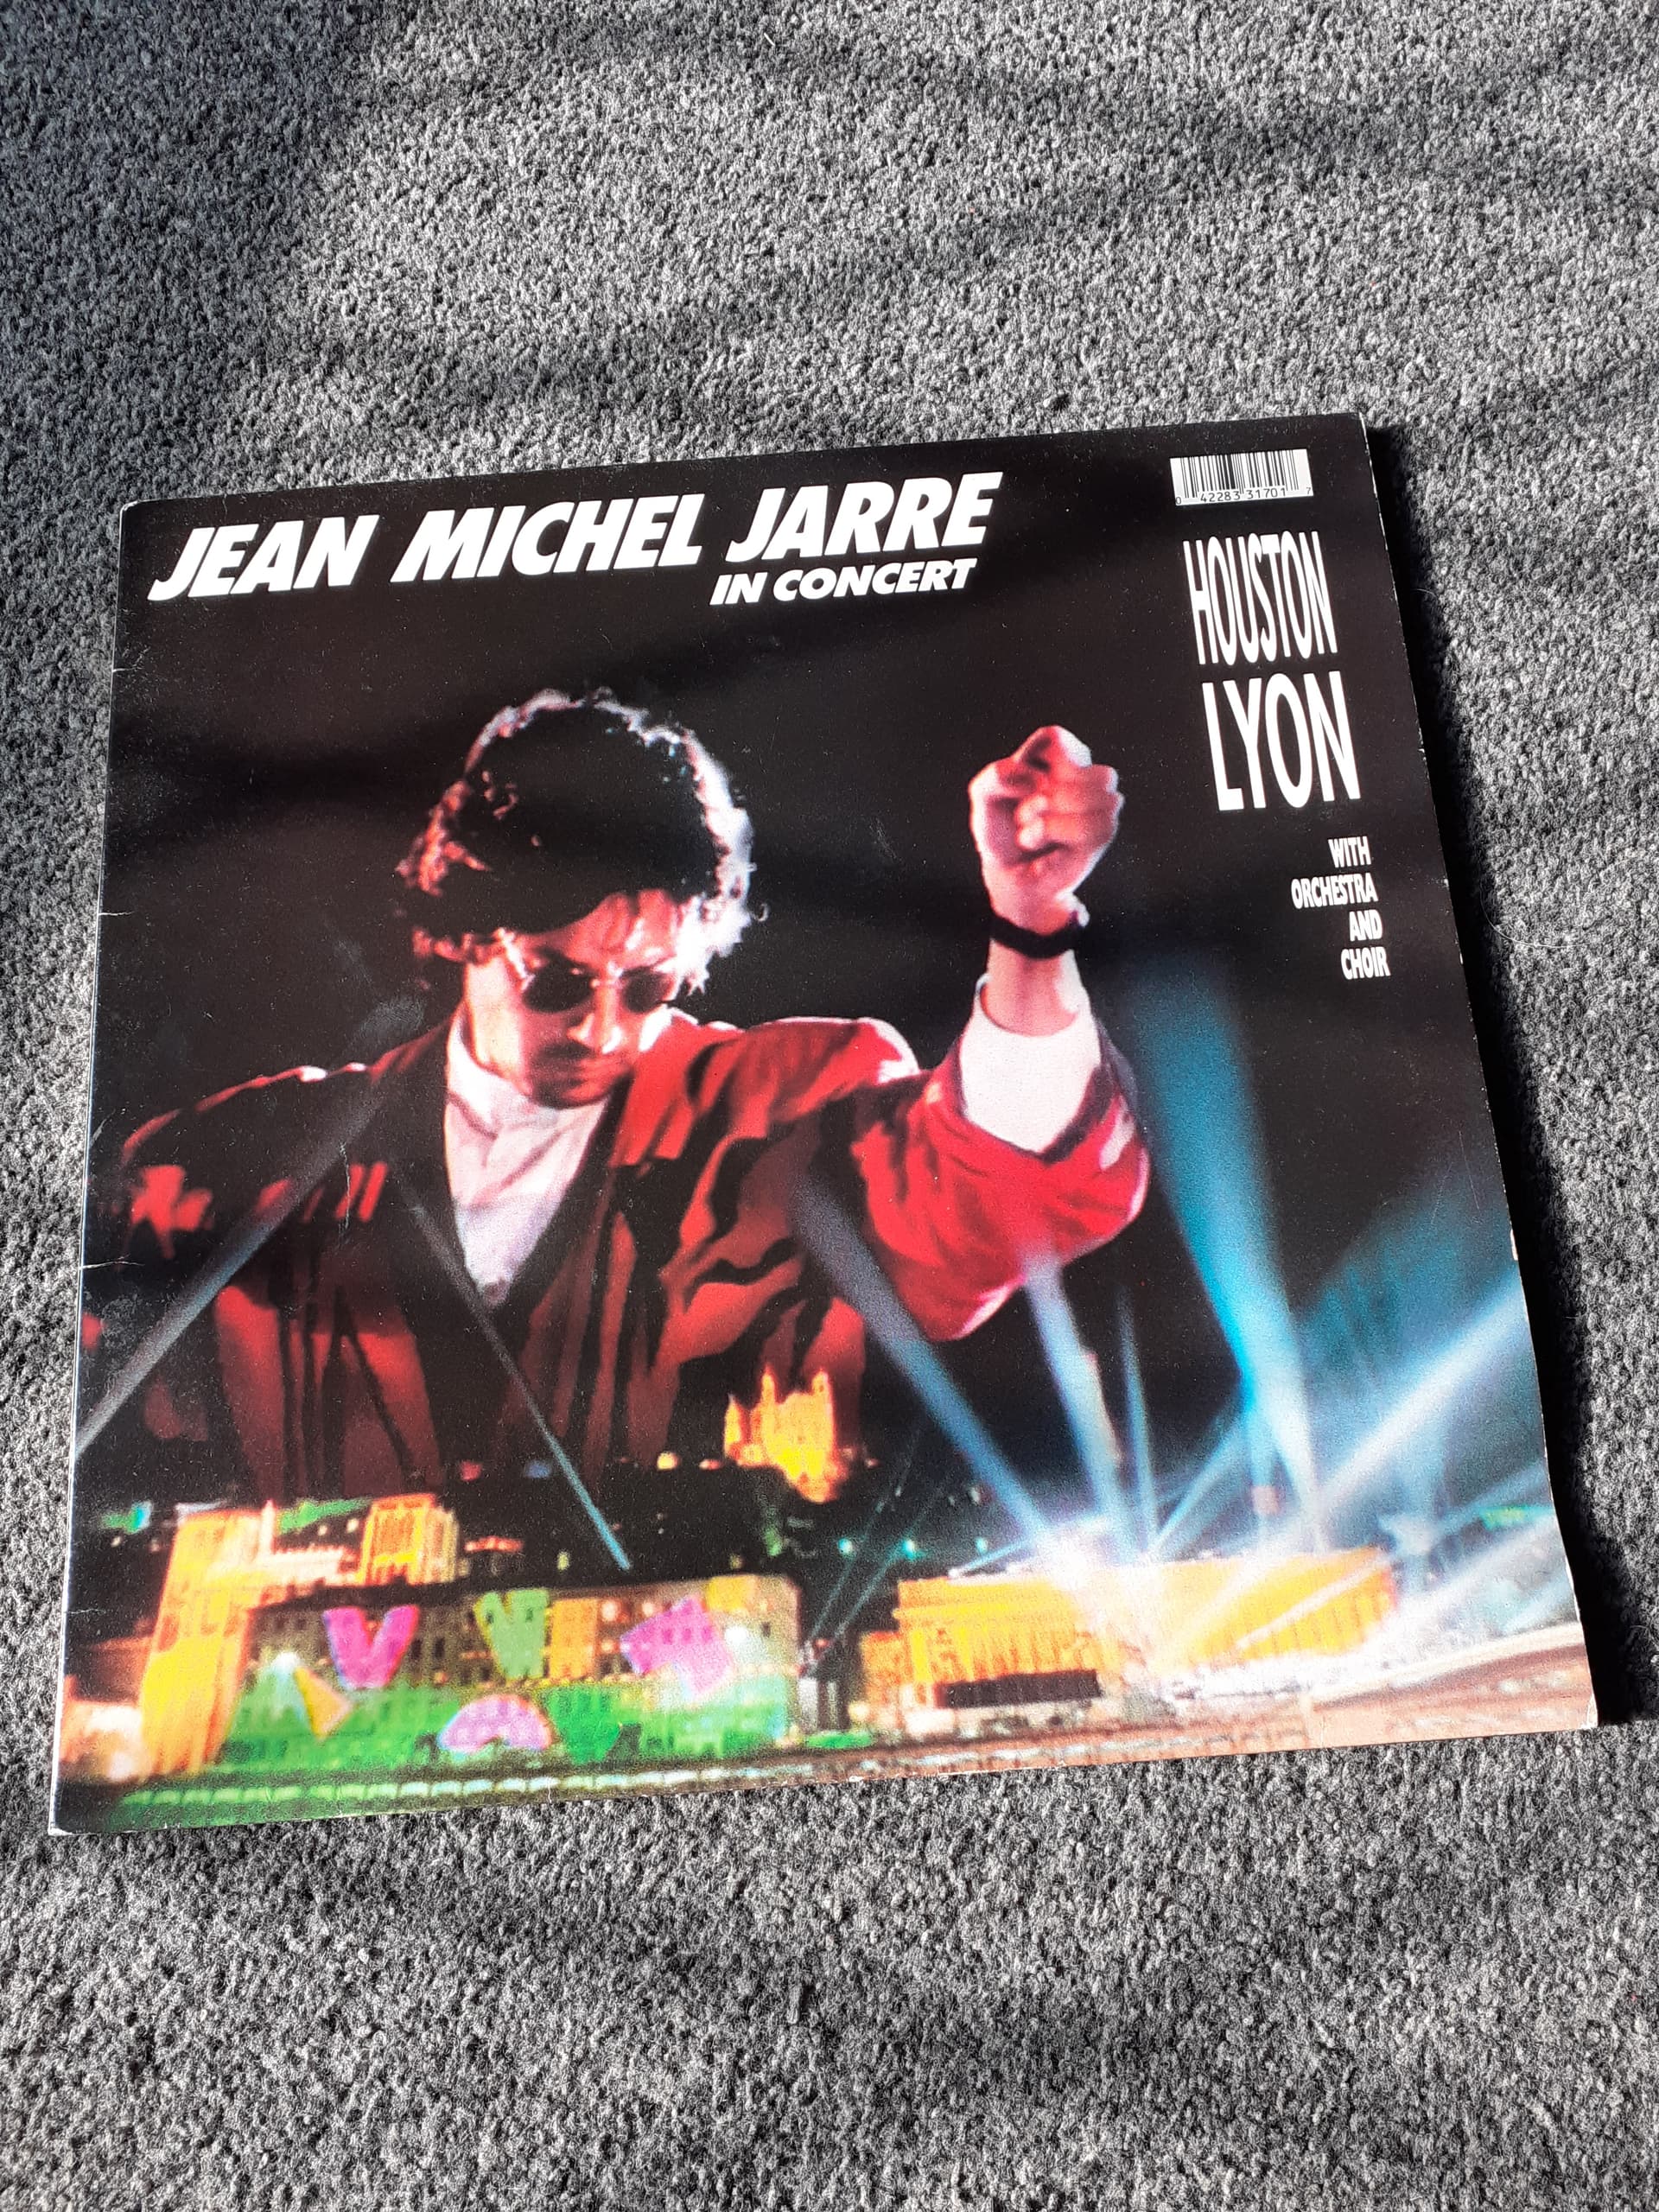 JEAN MICHEL JARRE
IN CONCERT
0 42283 31701 7
HOUSTON
LYON
WITH
ORCHESTRA
AND
CHOIR